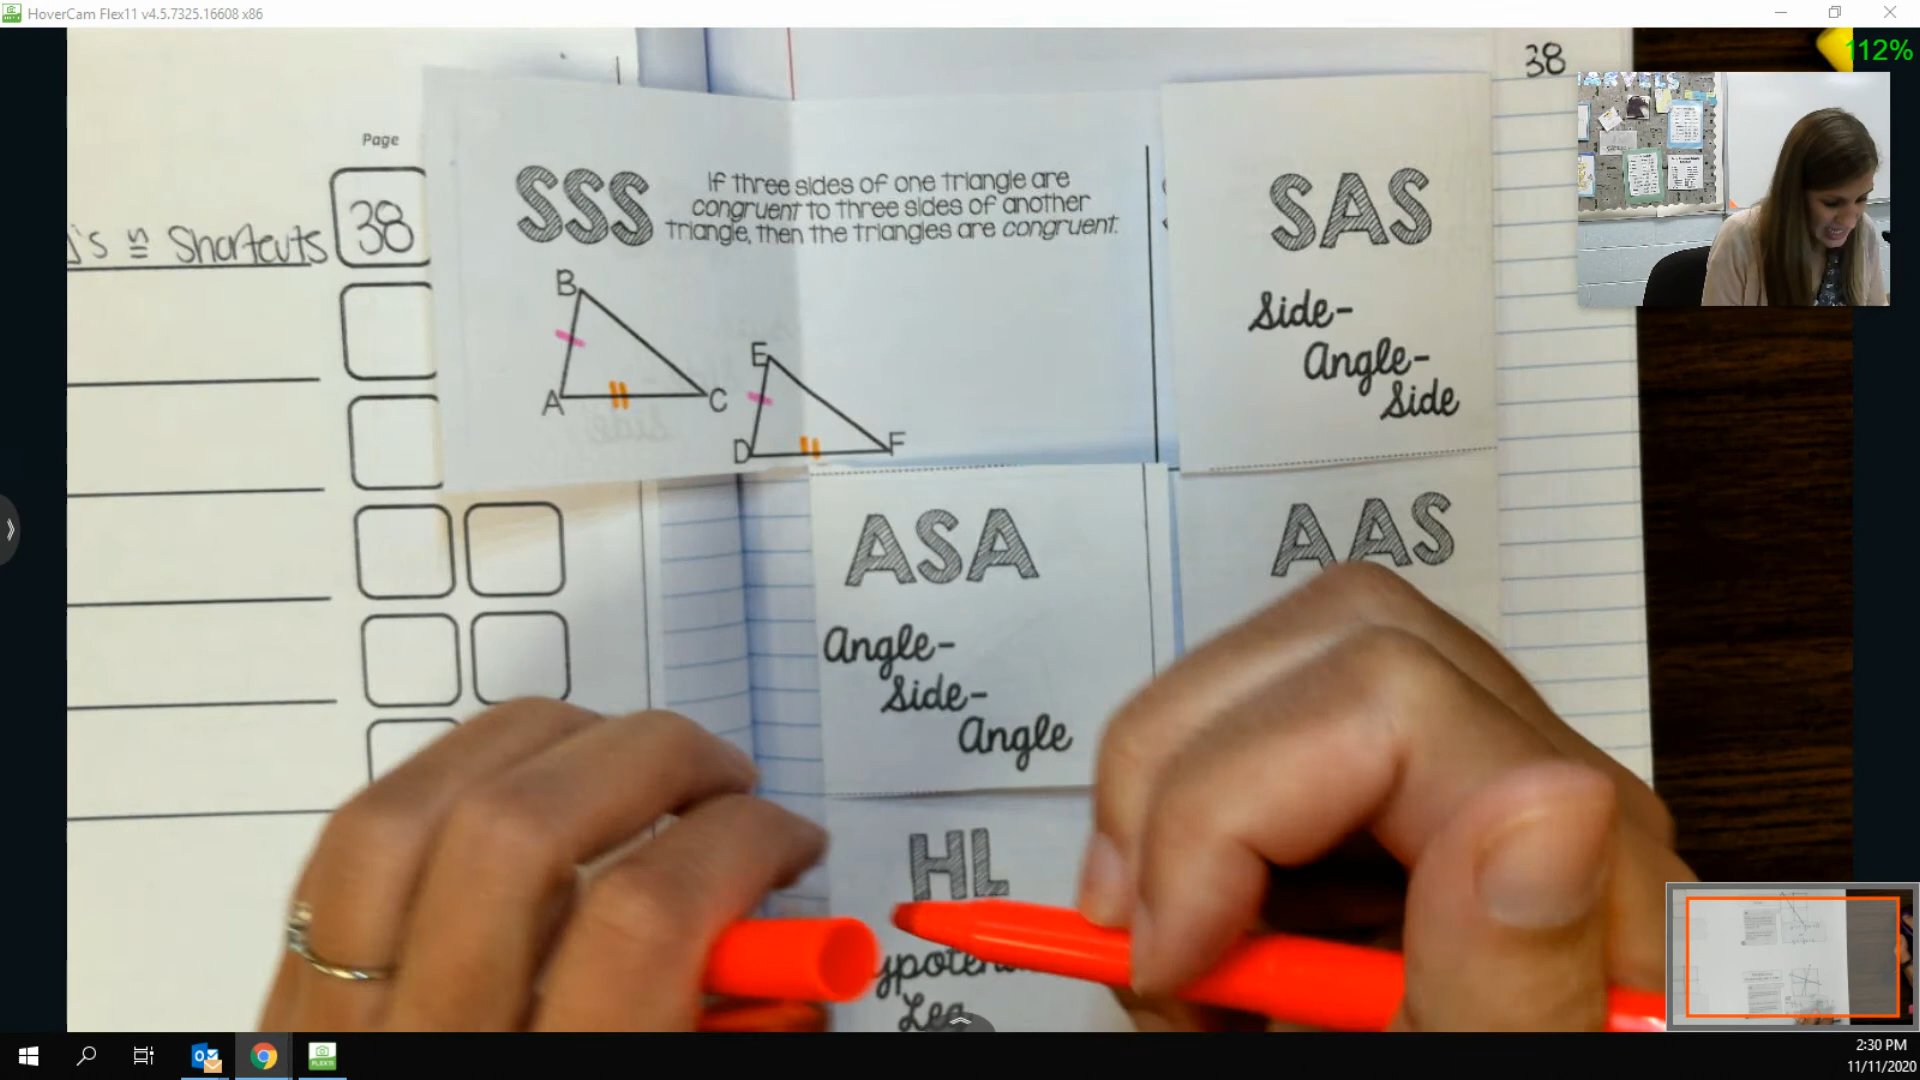 HoverCam Flex11 v4.5.7325.16608 x86
112%
38
Page
38
's ≅ Shortcuts
SSS
If three sides of one triangle are
congruent to three sides of another
triangle, then the triangles are congruent.
B
A
C
E
D
F
SAS
Side-
Angle-
Side
ASA
Angle-
Side-
Angle
AAS
HL
Leg
2:30 PM
11/11/2020